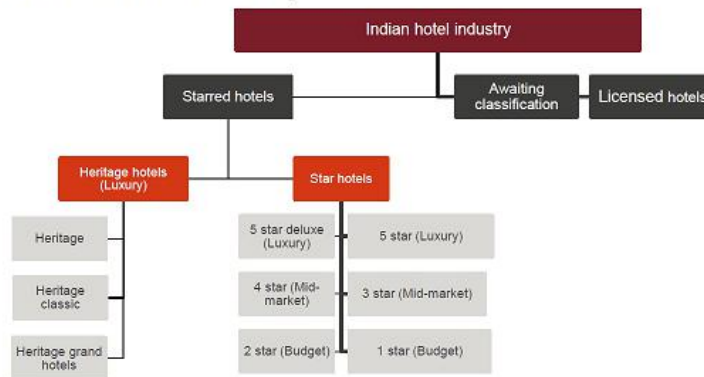 Indian hotel industry
Starred hotels
Awaiting
classification
Licensed hotels
Heritage hotels
(Luxury)
Star hotels
Heritage
5 star deluxe
(Luxury)
5 star (Luxury)
Heritage
classic
4 star (Mid-
market)
3 star (Mid-market)
Heritage grand
hotels
2 star (Budget)
1 star (Budget)